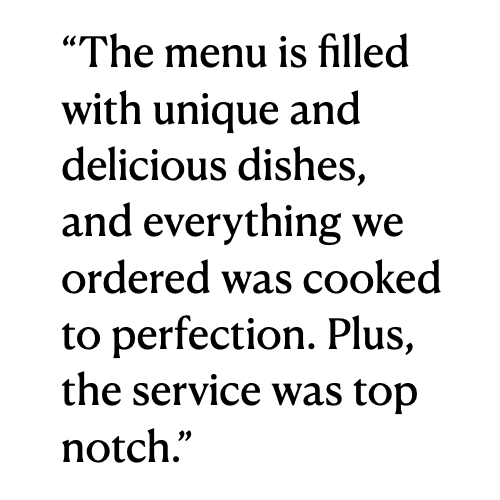 “The menu is filled
with unique and
delicious dishes,
and everything we
ordered was cooked
to perfection. Plus,
the service was top
notch.”